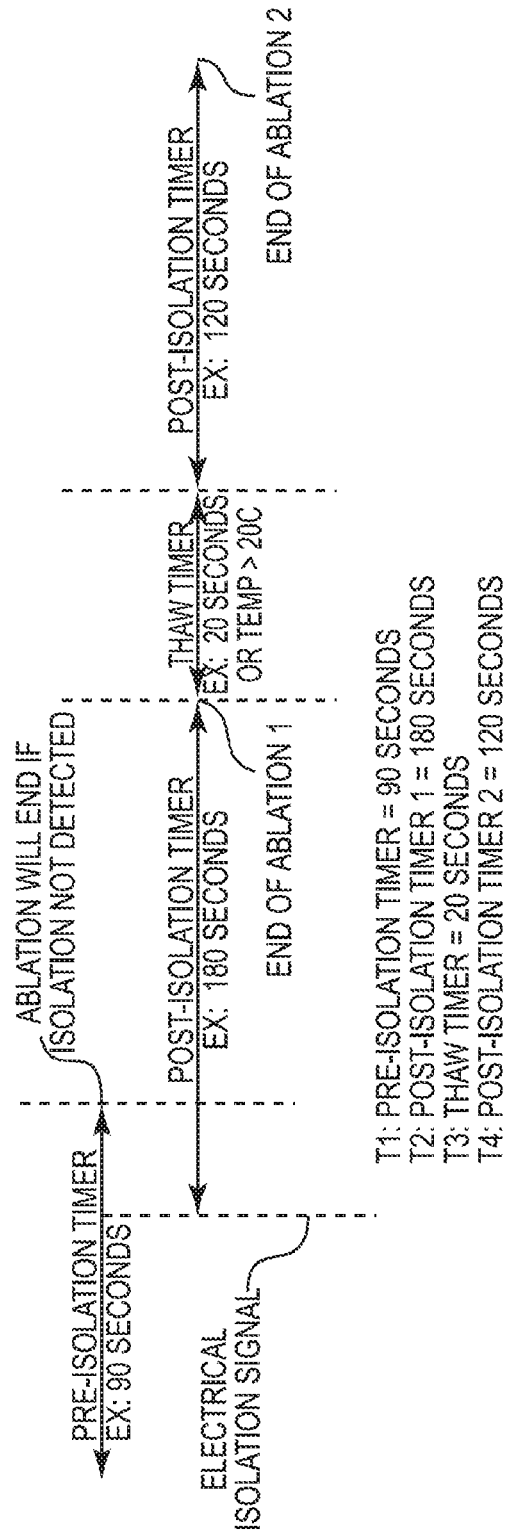 PRE-ISOLATION TIMER
EX: 90 SECONDS
ABLATION WILL END IF
ISOLATION NOT DETECTED
ELECTRICAL
ISOLATION SIGNAL
POST-ISOLATION TIMER
EX: 180 SECONDS
END OF ABLATION 1
THAW TIMER
EX: 20 SECONDS
OR TEMP > 20C
POST-ISOLATION TIMER
EX: 120 SECONDS
END OF ABLATION 2
T1: PRE-ISOLATION TIMER = 90 SECONDS
T2: POST-ISOLATION TIMER 1 = 180 SECONDS
T3: THAW TIMER = 20 SECONDS
T4: POST-ISOLATION TIMER 2 = 120 SECONDS